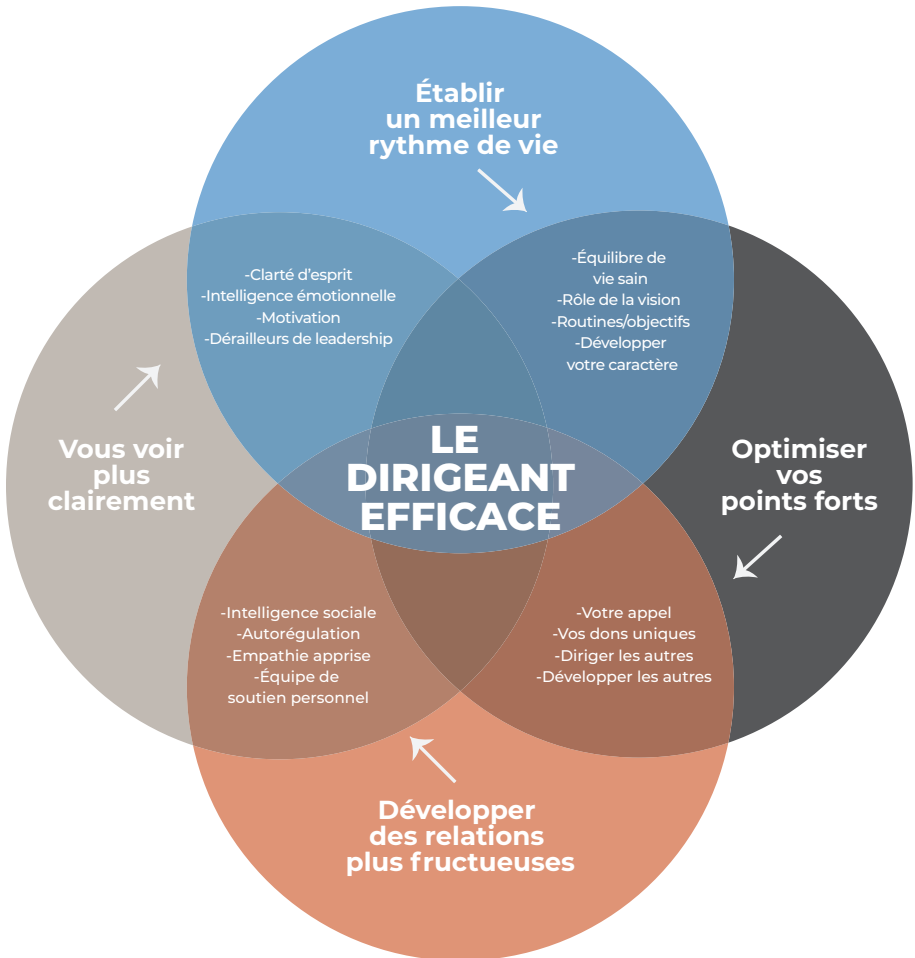 Établir
un meilleur
rythme de vie
-Clarté d'esprit
-Intelligence émotionnelle
-Motivation
-Dérailleurs de leadership
-Équilibre de
vie sain
-Rôle de la vision
-Routines/objectifs
-Développer
votre caractère
Vous voir
plus
clairement
LE
DIRIGEANT
EFFICACE
Optimiser
vos
points forts
-Intelligence sociale
-Autorégulation
-Empathie apprise
-Équipe de
soutien personnel
-Votre appel
-Vos dons uniques
-Diriger les autres
-Développer les autres
Développer
des relations
plus fructueuses